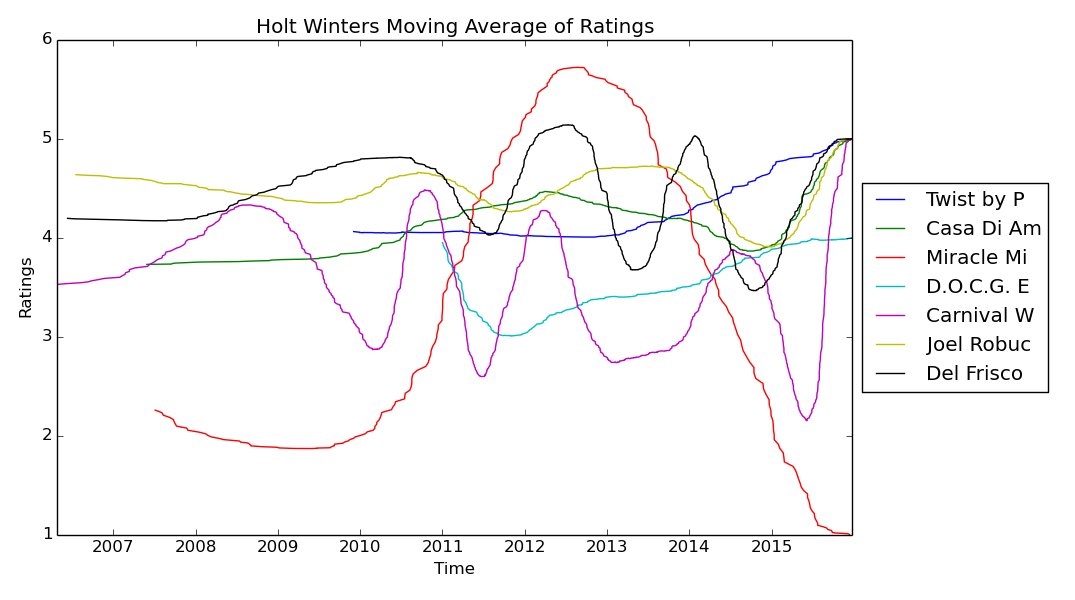 Holt Winters Moving Average of Ratings
6
5
4
3
2
1
Ratings
2007 2008 2009 2010 2011 2012 2013 2014 2015
Time
Twist by P
Casa Di Am
Miracle Mi
D.O.C.G. E
Carnival W
Joel Robuc
Del Frisco